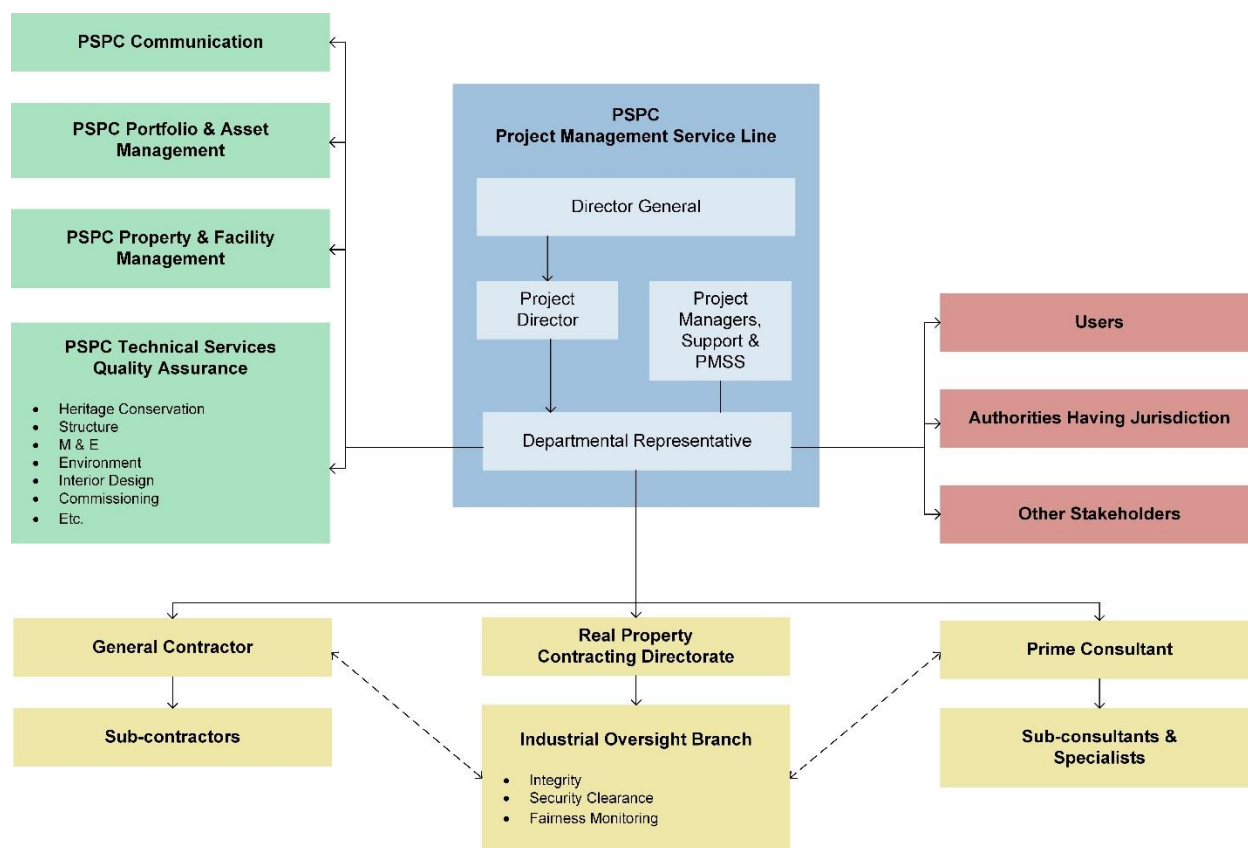 PSPC Communication
PSPC Portfolio & Asset
Management
PSPC Property & Facility
Management
PSPC Technical Services
Quality Assurance
• Heritage Conservation
• Structure
• M & E
• Environment
• Interior Design
• Commissioning
• Etc.
PSPC
Project Management Service Line
Director General
Project
Director
Project
Managers,
Support &
PMSS
Departmental Representative
Users
Authorities Having Jurisdiction
Other Stakeholders
General Contractor
Sub-contractors
Real Property
Contracting Directorate
Industrial Oversight Branch
• Integrity
• Security Clearance
• Fairness Monitoring
Prime Consultant
Sub-consultants &
Specialists